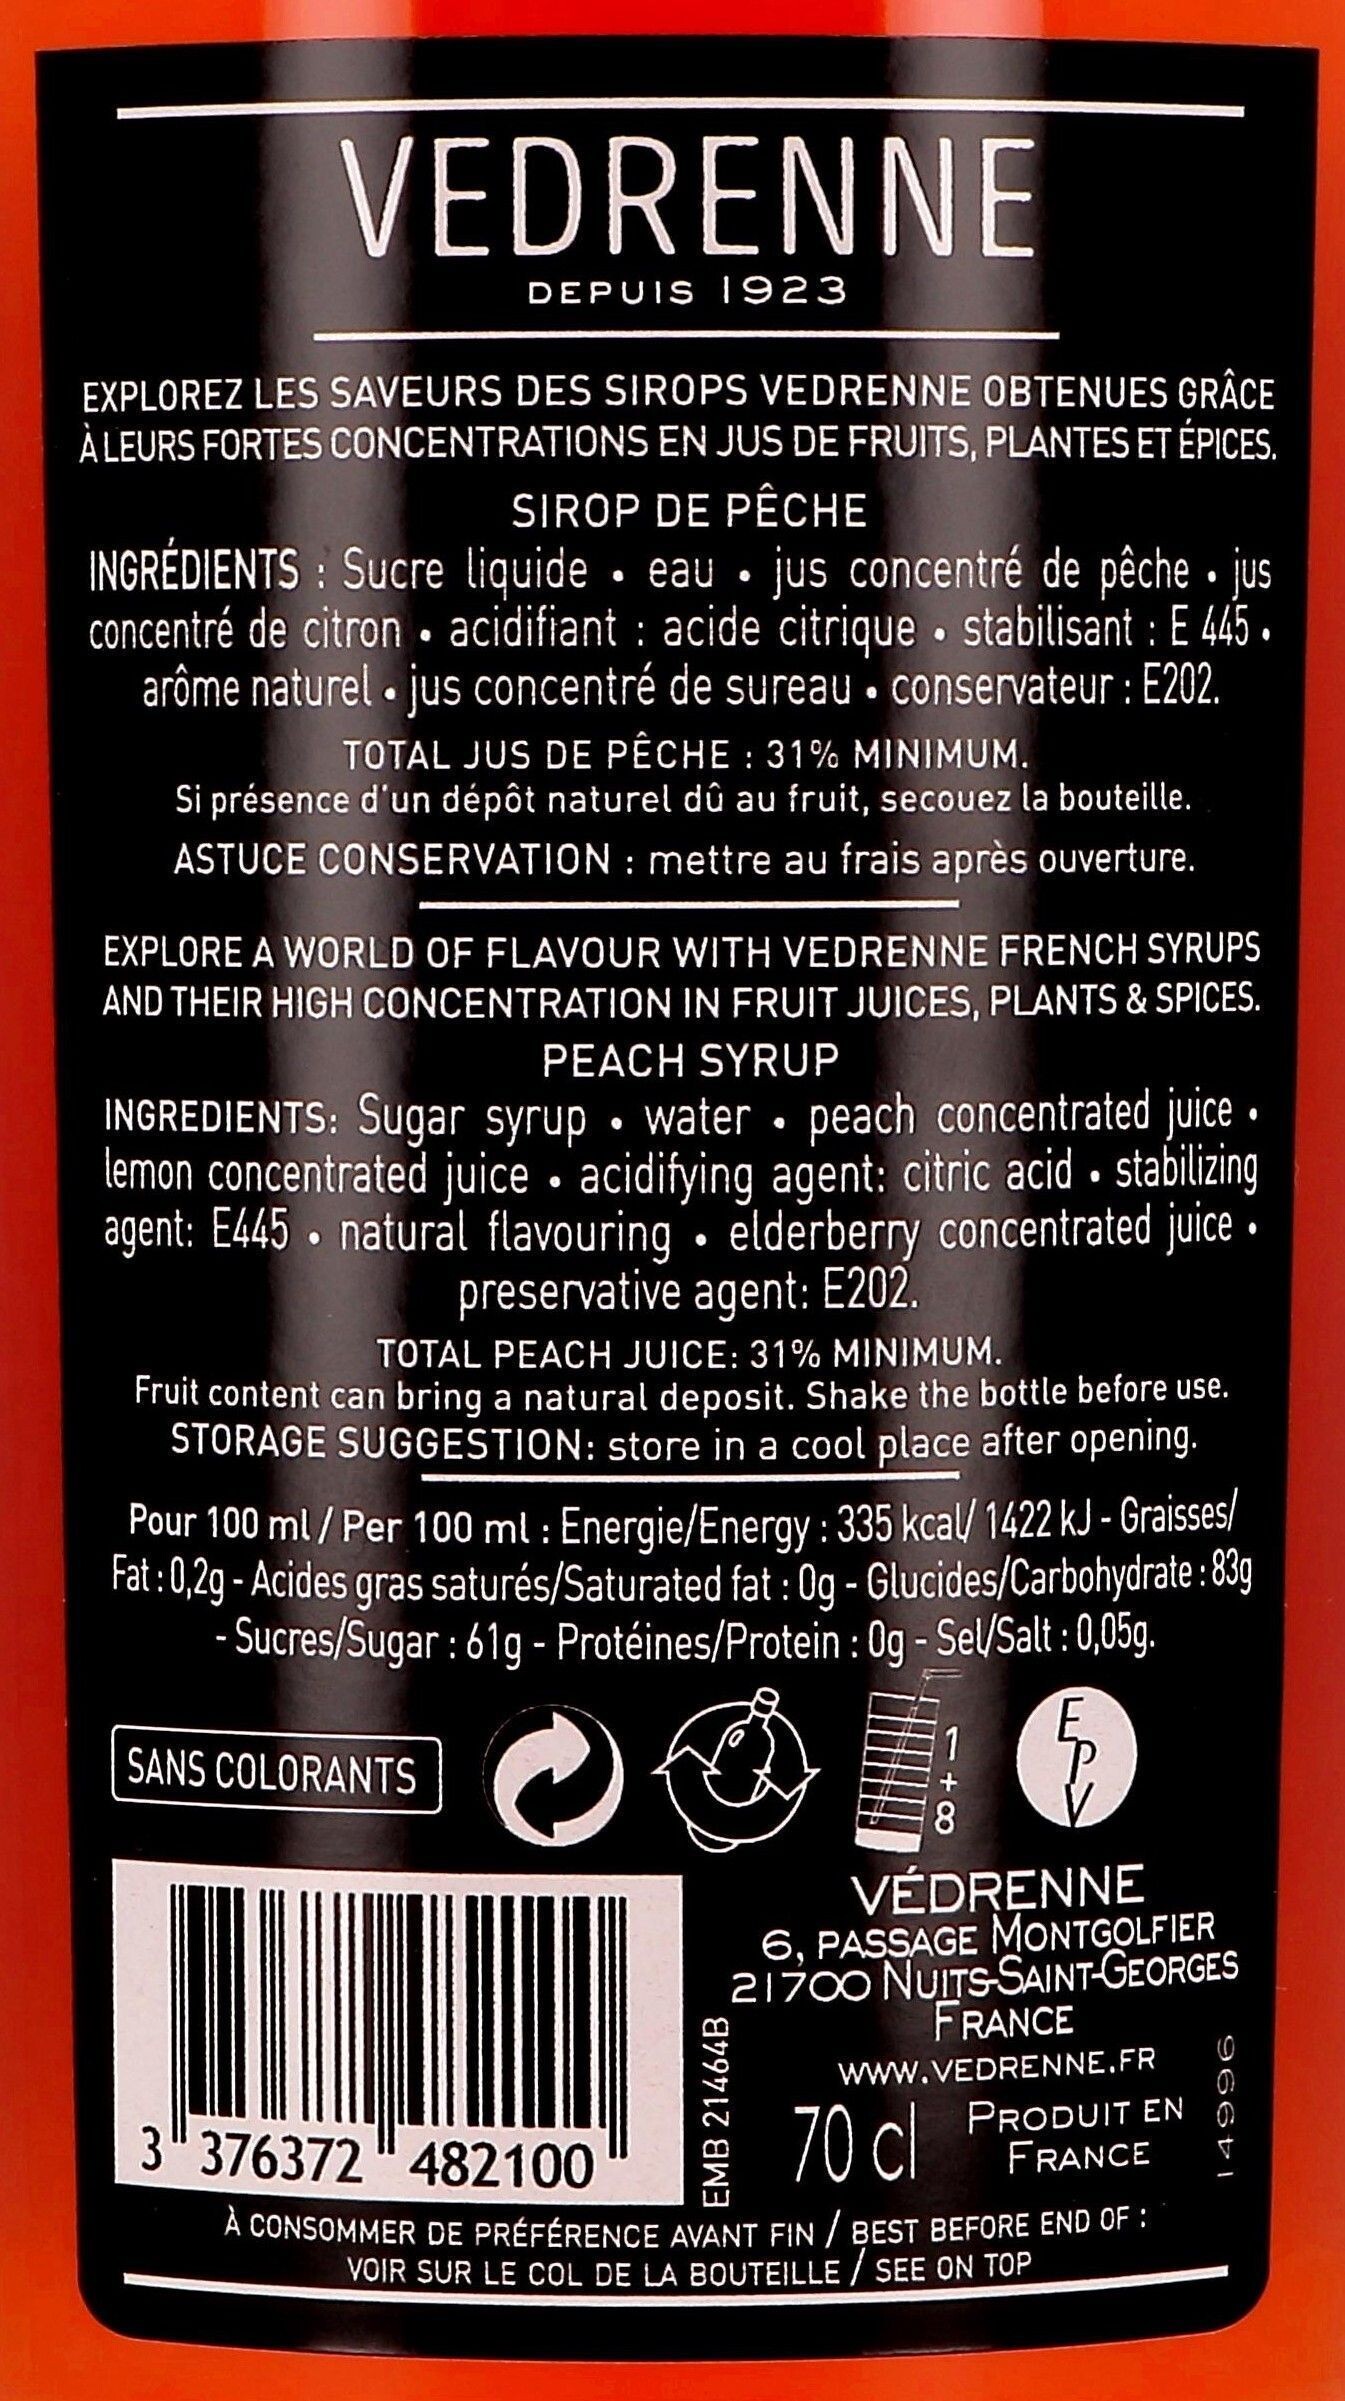 VEDRENNE
DEPUIS 1923
EXPLOREZ LES SAVEURS DES SIROPS VEDRENNE OBTENUES GRÂCE
À LEURS FORTES CONCENTRATIONS EN JUS DE FRUITS, PLANTES ET ÉPICES.
SIROP DE PÊCHE
INGRÉDIENTS : Sucre liquide • eau • jus concentré de pêche • jus
concentré de citron • acidifiant : acide citrique • stabilisant : E 445 •
arôme naturel • jus concentré de sureau • conservateur : E202.
TOTAL JUS DE PÊCHE : 31% MINIMUM.
Si présence d'un dépôt naturel dû au fruit, secouez la bouteille.
ASTUCE CONSERVATION : mettre au frais après ouverture.
EXPLORE A WORLD OF FLAVOUR WITH VEDRENNE FRENCH SYRUPS
AND THEIR HIGH CONCENTRATION IN FRUIT JUICES, PLANTS & SPICES.
PEACH SYRUP
INGREDIENTS: Sugar syrup • water • peach concentrated juice •
lemon concentrated juice • acidifying agent: citric acid • stabilizing
agent: E445 • natural flavouring • elderberry concentrated juice •
preservative agent: E202.
TOTAL PEACH JUICE: 31% MINIMUM.
Fruit content can bring a natural deposit. Shake the bottle before use.
STORAGE SUGGESTION: store in a cool place after opening.
Pour 100 ml / Per 100 ml : Energie/Energy : 335 kcal/ 1422 kJ - Graisses/
Fat : 0,2g - Acides gras saturés/Saturated fat : 0g - Glucides/Carbohydrate : 83g
- Sucres/Sugar : 61g - Protéines/Protein : 0g - Sel/Salt : 0,05g.
SANS COLORANTS
1
+
8
EPV
VÉDRENNE
6, PASSAGE MONTGOLFIER
21700 NUITS-SAINT-GEORGES
FRANCE
WWW.VEDRENNE.FR
70 cl
PRODUIT EN
FRANCE
14996
EMB 21464B
3 376372 482100
À CONSOMMER DE PRÉFÉRENCE AVANT FIN / BEST BEFORE END OF :
VOIR SUR LE COL DE LA BOUTEILLE / SEE ON TOP